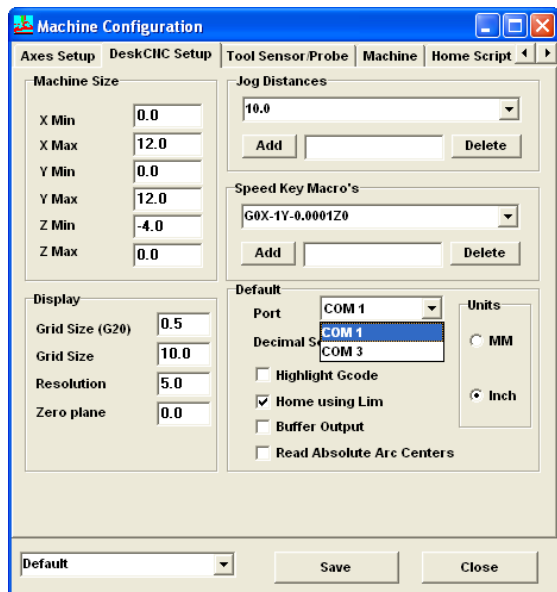 Machine Configuration
Axes Setup DeskCNC Setup Tool Sensor/Probe Machine Home Script
Machine Size
X Min 0.0
X Max 12.0
Y Min 0.0
Y Max 12.0
Z Min -4.0
Z Max 0.0
Jog Distances
10.0
Add Delete
Speed Key Macro's
G0X-1Y-0.0001Z0
Add Delete
Display
Grid Size (G20) 0.5
Grid Size 10.0
Resolution 5.0
Zero plane 0.0
Default
Port COM 1
COM 1
Decimal
COM 3
Highlight Gcode
Home using Lim
Buffer Output
Read Absolute Arc Centers
Units
MM
Inch
Default Save Close